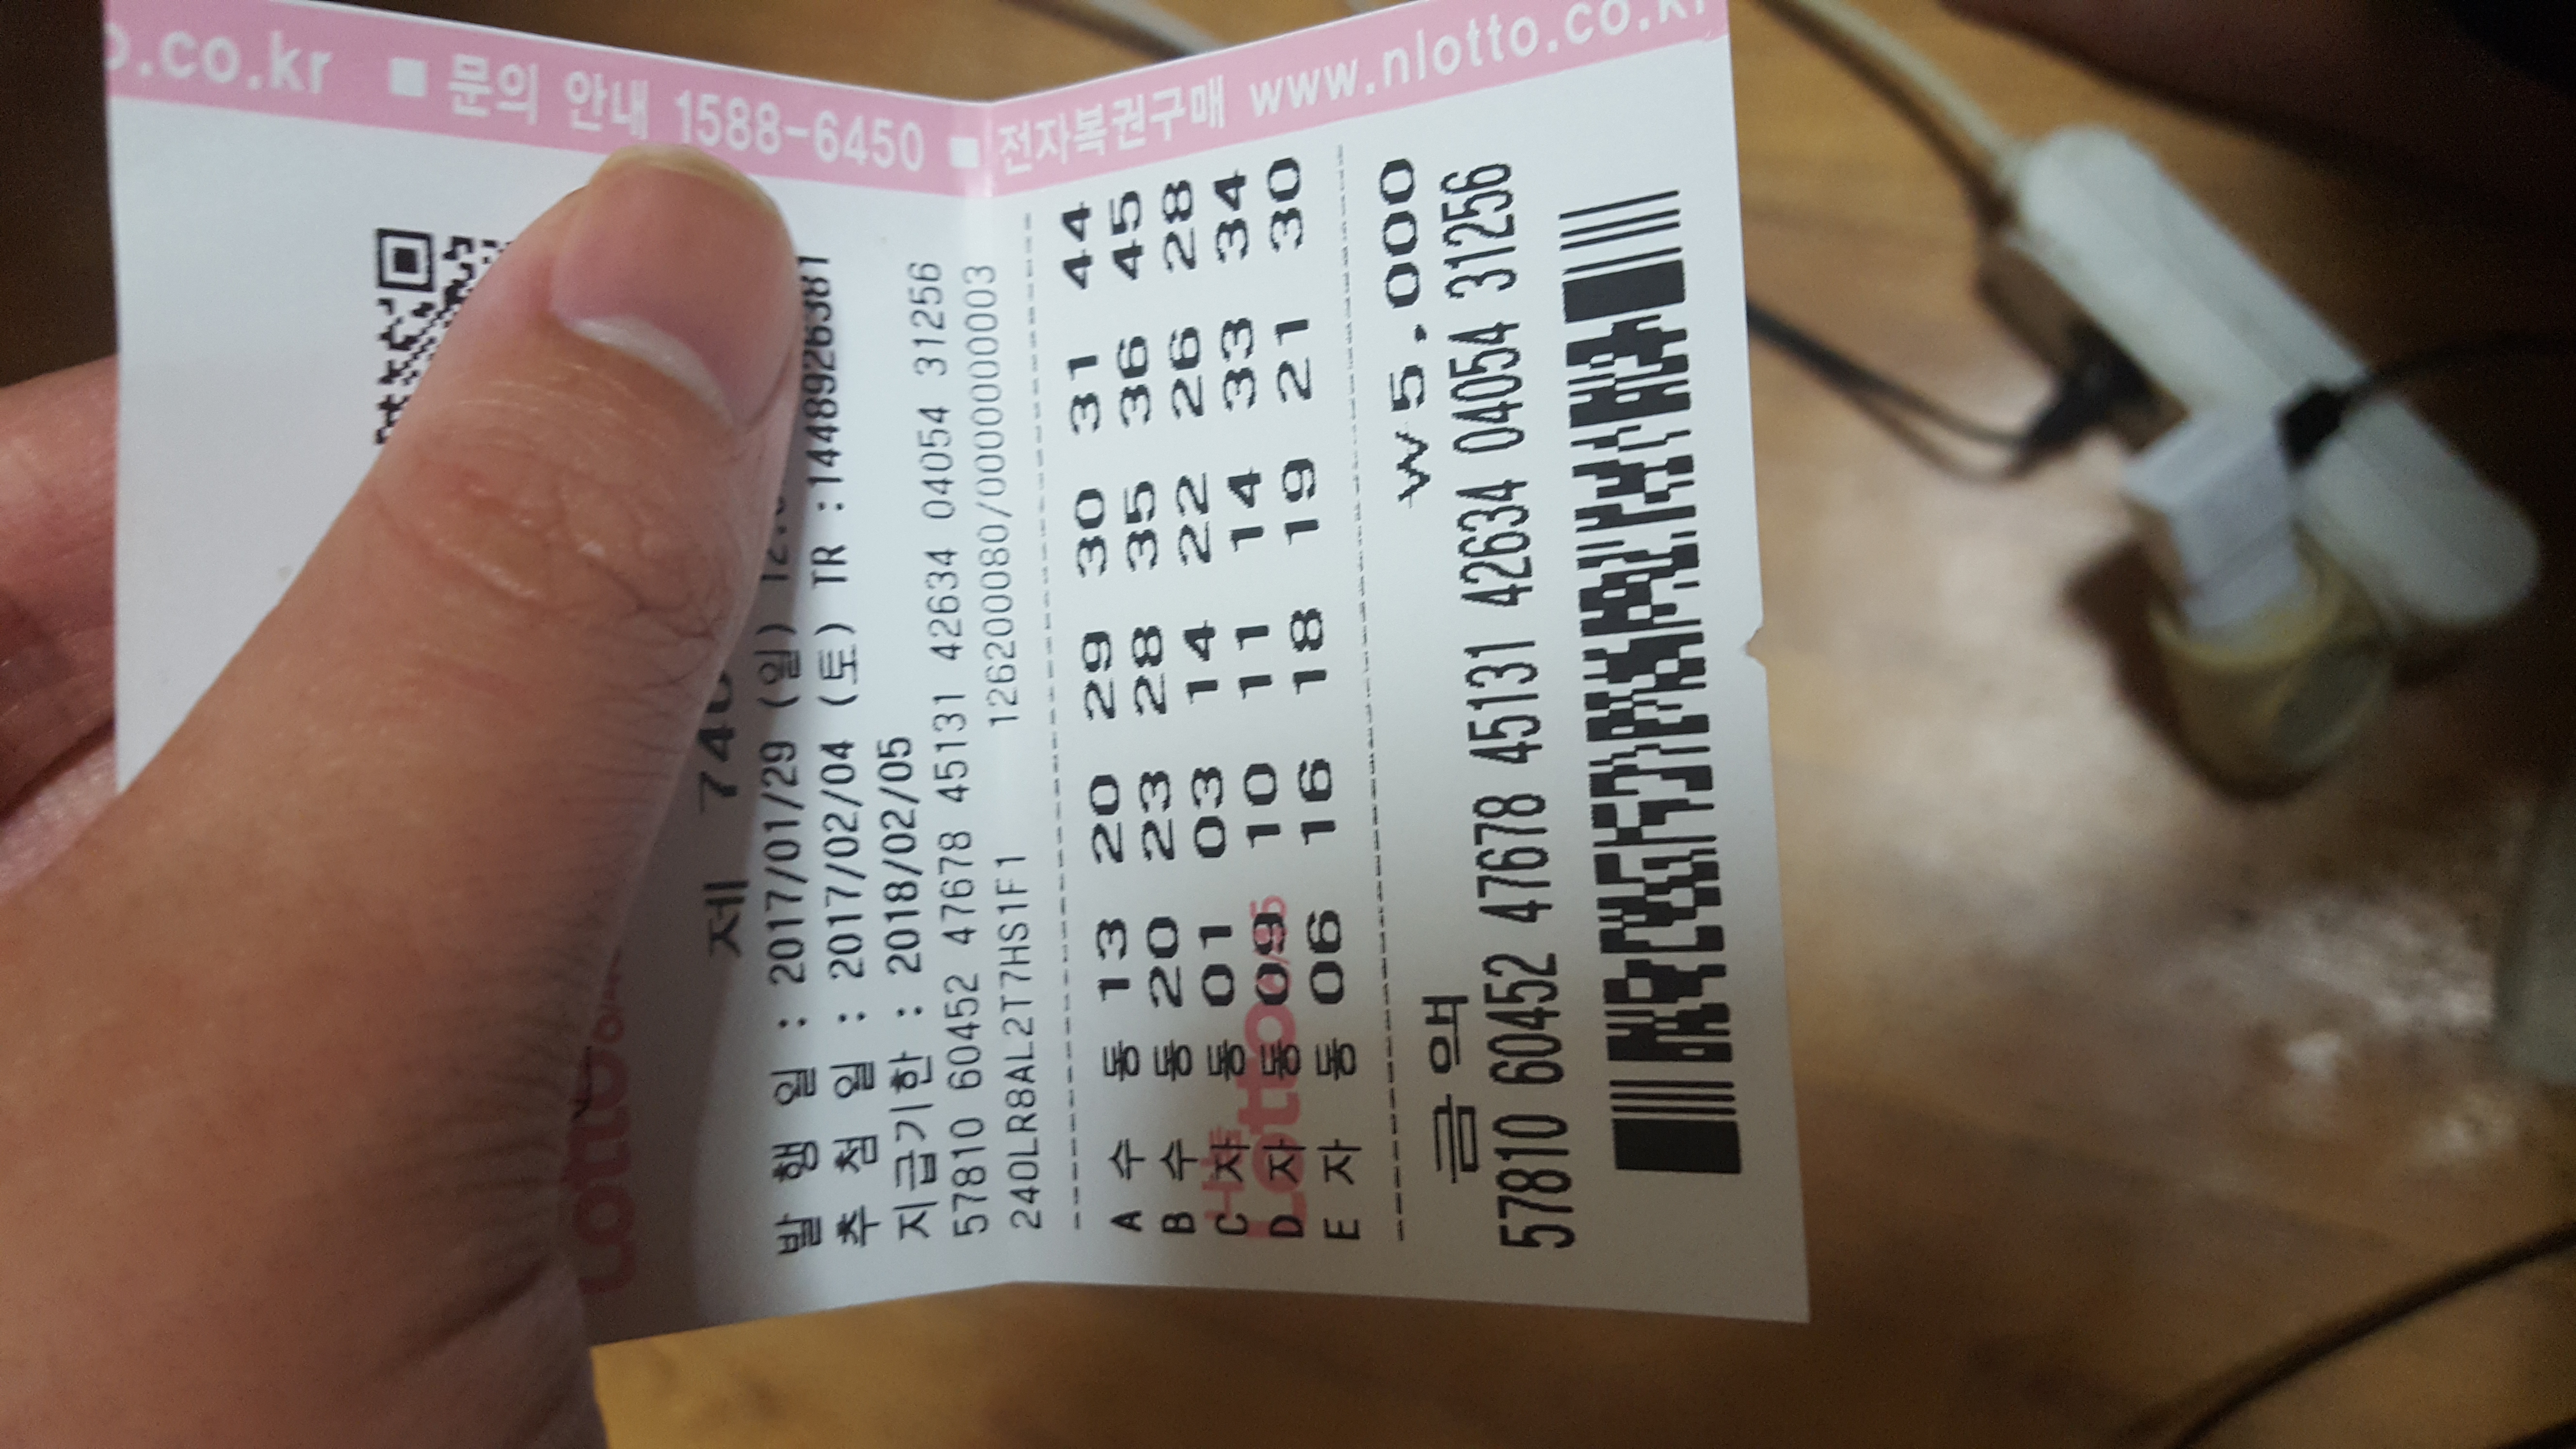 o.co.kr ■ 문의 안내 1588-6450 ■ 전자복권구매 www.nlotto.co.kr
제 740
발 행 일 : 2017/01/29 (일)
추 첨 일 : 2017/02/04 (토) TR : 1448926381
지급기한 : 2018/02/05
57810 60452 47678 45131 42634 04054 31256
240LR8AL2T7HS1F1 126200080/0000000003
A 수 동 13 20 29 30 31 44
B 수 동 20 23 28 35 36 45
C 자 동 01 03 14 22 26 28
D 자 동 09 10 11 14 33 34
E 자 동 06 16 18 19 21 30
Lotto
금 액 ₩5,000
57810 60452 47678 45131 42634 04054 31256